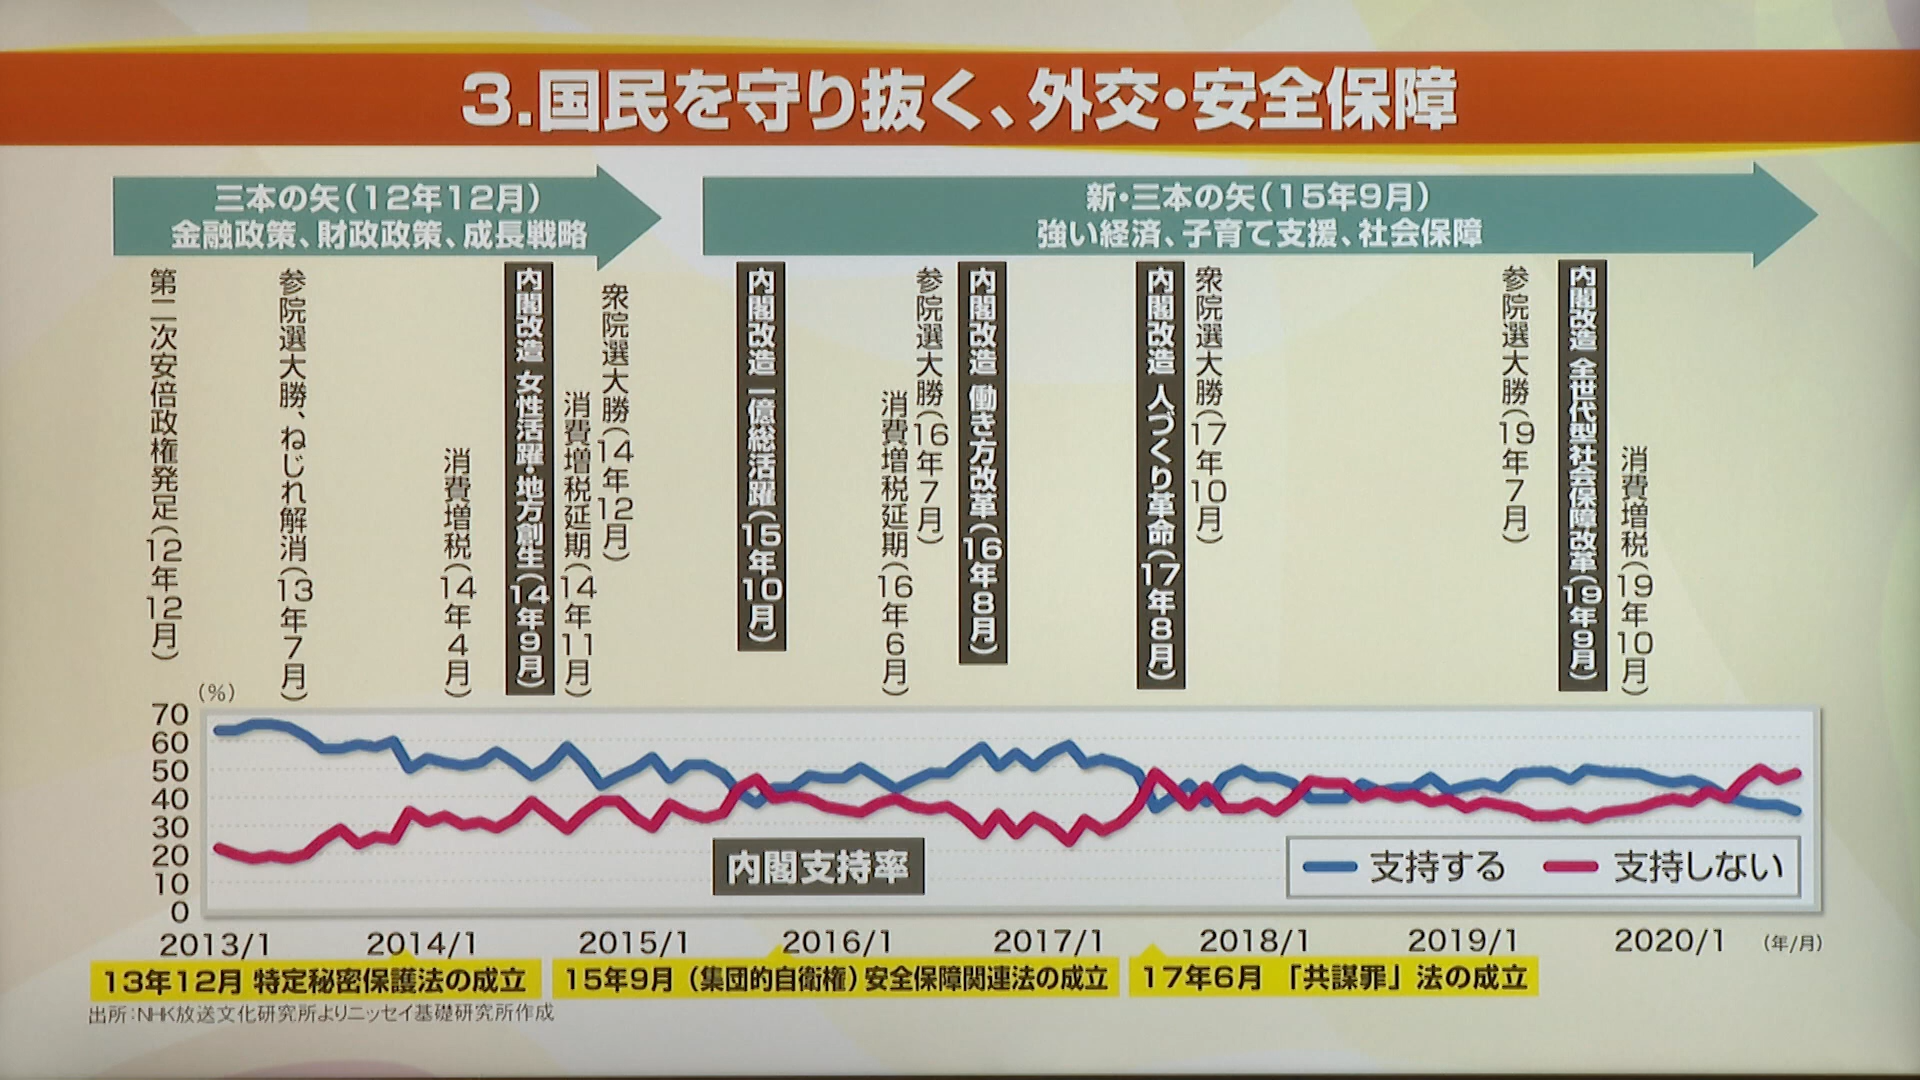 3.国民を守り抜く、外交・安全保障
三本の矢(12年12月)
金融政策、財政政策、成長戦略
新・三本の矢(15年9月)
強い経済、子育て支援、社会保障
第二次安倍政権発足(12年12月)
参院選大勝、ねじれ解消(13年7月)
消費増税(14年4月)
内閣改造 女性活躍・地方創生(14年9月)
消費増税延期(14年11月)
衆院選大勝(14年12月)
内閣改造 一億総活躍(15年10月)
消費増税延期(16年6月)
参院選大勝(16年7月)
内閣改造 働き方改革(16年8月)
内閣改造 人づくり革命(17年8月)
衆院選大勝(17年10月)
参院選大勝(19年7月)
内閣改造 全世代型社会保障改革(19年9月)
消費増税(19年10月)
(%)
70
60
50
40
30
20
10
0
内閣支持率
支持する
支持しない
2013/1
2014/1
2015/1
2016/1
2017/1
2018/1
2019/1
2020/1
(年/月)
13年12月 特定秘密保護法の成立
15年9月(集団的自衛権)安全保障関連法の成立
17年6月 「共謀罪」法の成立
出所：NHK放送文化研究所よりニッセイ基礎研究所作成